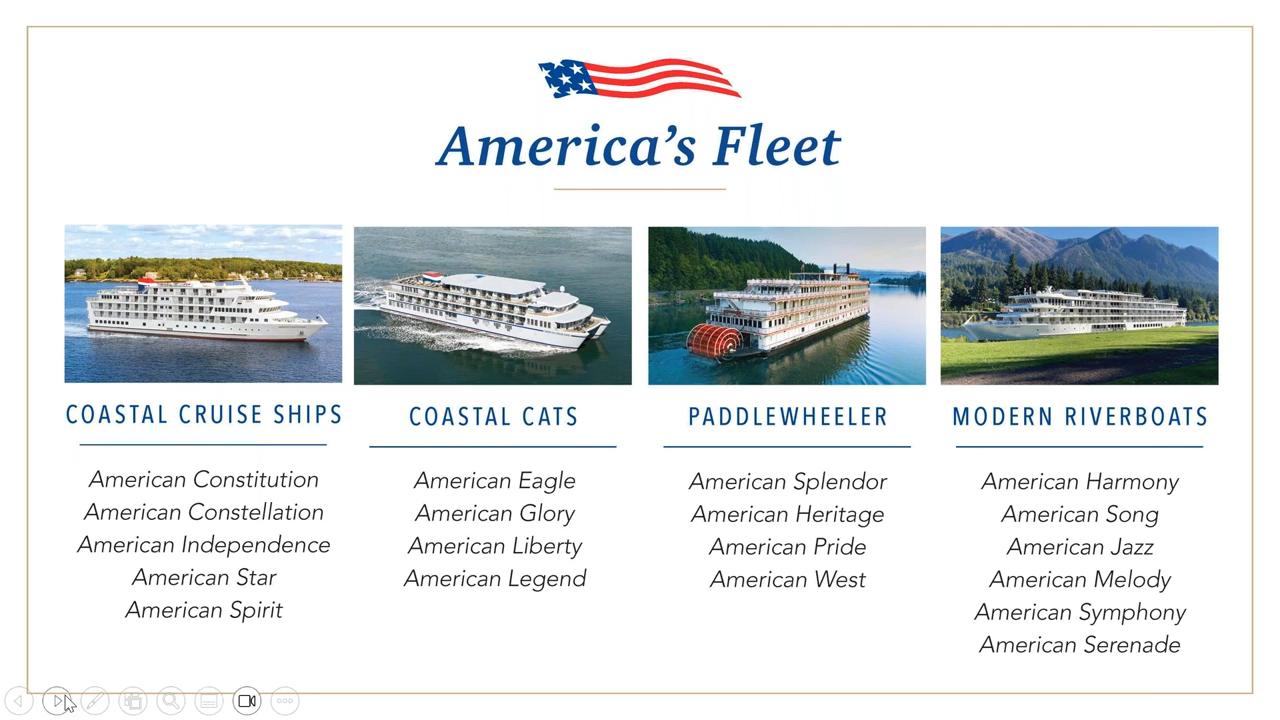 America's Fleet
COASTAL CRUISE SHIPS
American Constitution
American Constellation
American Independence
American Star
American Spirit
COASTAL CATS
American Eagle
American Glory
American Liberty
American Legend
PADDLEWHEELER
American Splendor
American Heritage
American Pride
American West
MODERN RIVERBOATS
American Harmony
American Song
American Jazz
American Melody
American Symphony
American Serenade